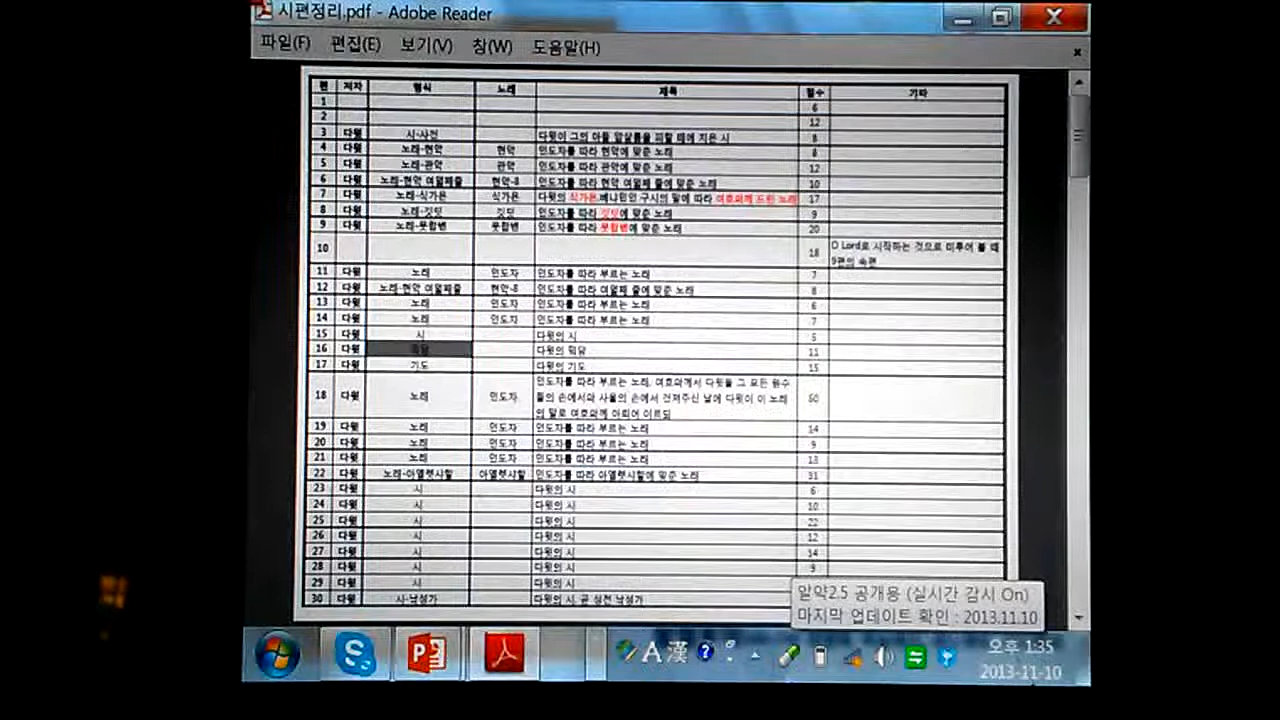 시편정리.pdf - Adobe Reader
파일(F) 편집(E) 보기(V) 창(W) 도움말(H)
편 저자 형식 노래 제목 절수 기타
1 6
2 12
3 다윗 시-사건 다윗이 그의 아들 압살롬을 피할 때에 지은 시 8
4 다윗 노래-현악 현악 인도자를 따라 현악에 맞춘 노래 8
5 다윗 노래-관악 관악 인도자를 따라 관악에 맞춘 노래 12
6 다윗 노래-현악 여덟째줄 현악-8 인도자를 따라 현악 여덟째 줄에 맞춘 노래 10
7 다윗 노래-식가욘 식가욘 다윗의 식가욘,베냐민인 구시의 말에 따라 여호와께 드린 노래 17
8 다윗 노래-깃딧 깃딧 인도자를 따라 깃딧에 맞춘 노래 9
9 다윗 노래-뭇랍벤 뭇랍벤 인도자를 따라 뭇랍벤에 맞춘 노래 20
10 18 O Lord로 시작하는 것으로 미루어 볼 때
9편의 속편
11 다윗 노래 인도자 인도자를 따라 부르는 노래 7
12 다윗 노래-현악 여덟째줄 현악-8 인도자를 따라 여덟째 줄에 맞춘 노래 8
13 다윗 노래 인도자 인도자를 따라 부르는 노래 6
14 다윗 노래 인도자 인도자를 따라 부르는 노래 7
15 다윗 시 다윗의 시 5
16 다윗 믹담 다윗의 믹담 11
17 다윗 기도 다윗의 기도 15
18 다윗 노래 인도자 인도자를 따라 부르는 노래, 여호와께서 다윗을 그 모든 원수
들의 손에서와 사울의 손에서 건져주신 날에 다윗이 이 노래 50
의 말로 여호와께 아뢰어 이르되
19 다윗 노래 인도자 인도자를 따라 부르는 노래 14
20 다윗 노래 인도자 인도자를 따라 부르는 노래 9
21 다윗 노래 인도자 인도자를 따라 부르는 노래 13
22 다윗 노래-아얠렛샤할 아얠렛샤할 인도자를 따라 아얠렛샤할에 맞춘 노래 31
23 다윗 시 다윗의 시 6
24 다윗 시 다윗의 시 10
25 다윗 시 다윗의 시 22
26 다윗 시 다윗의 시 12
27 다윗 시 다윗의 시 14
28 다윗 시 다윗의 시 9
29 다윗 시 다윗의 시
30 다윗 시-낙성가 다윗의 시, 곧 성전 낙성가
알약2.5 공개용 (실시간 감시 On)
마지막 업데이트 확인 : 2013.11.10
A 漢 오후 1:35
2013-11-10